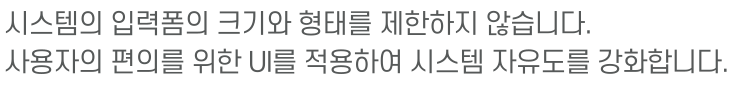 시스템의 입력폼의 크기와 형태를 제한하지 않습니다.
사용자의 편의를 위한 UI를 적용하여 시스템 자유도를 강화합니다.